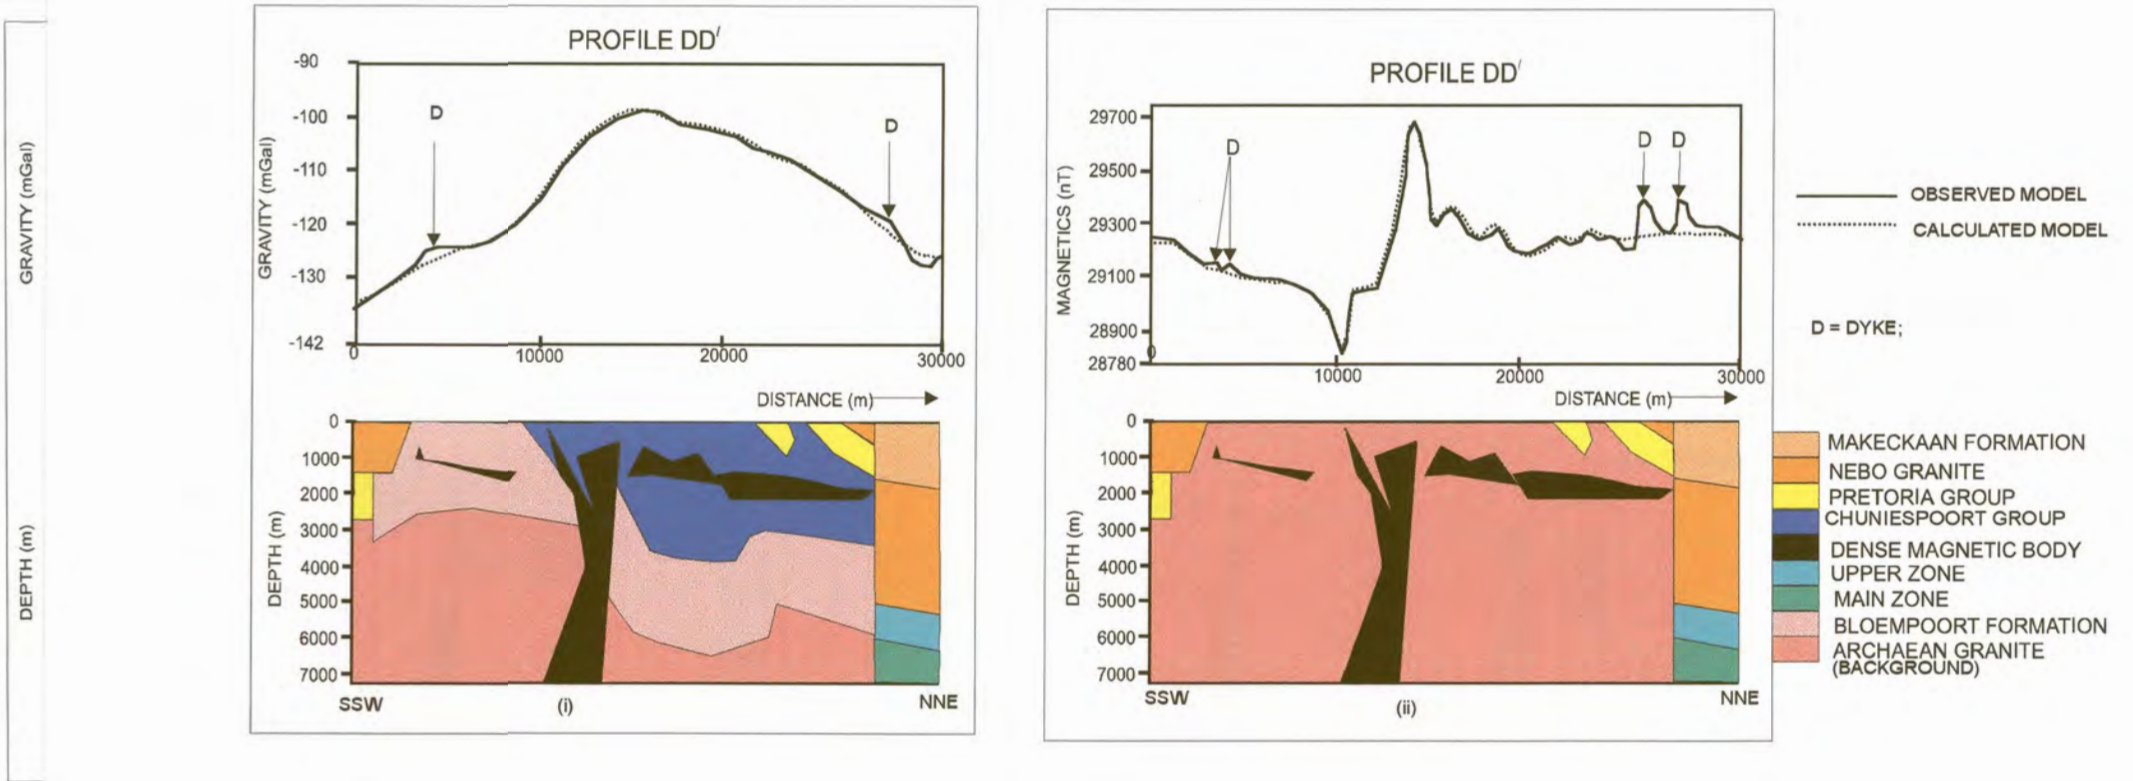 GRAVITY (mGal)
DEPTH (m)
PROFILE DD'
GRAVITY (mGal)
-90
-100
-110
-120
-130
-142
D
D
0
10000
20000
30000
DISTANCE (m)
DEPTH (m)
0
1000
2000
3000
4000
5000
6000
7000
SSW
(i)
NNE
PROFILE DD'
MAGNETICS (nT)
29700
29500
29300
29100
28900
28780
D
D
D
0
10000
20000
30000
DISTANCE (m)
DEPTH (m)
0
1000
2000
3000
4000
5000
6000
7000
SSW
(ii)
NNE
OBSERVED MODEL
CALCULATED MODEL
D = DYKE;
MAKECKAAN FORMATION
NEBO GRANITE
PRETORIA GROUP
CHUNIESPOORT GROUP
DENSE MAGNETIC BODY
UPPER ZONE
MAIN ZONE
BLOEMPOORT FORMATION
ARCHAEAN GRANITE
(BACKGROUND)